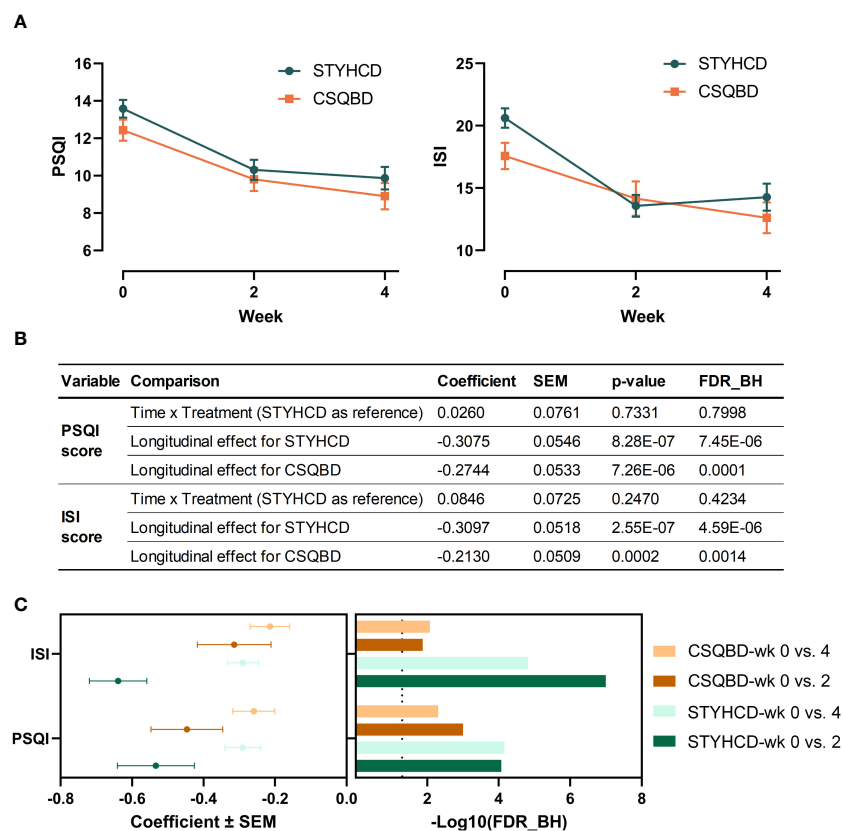 A
PSQI
16
14
12
10
8
6
STYHCD
CSQBD
0
2
4
Week
ISI
25
20
15
10
STYHCD
CSQBD
0
2
4
Week
B
Variable Comparison Coefficient SEM p-value FDR_BH
PSQI score
Time x Treatment (STYHCD as reference) 0.0260 0.0761 0.7331 0.7998
Longitudinal effect for STYHCD -0.3075 0.0546 8.28E-07 7.45E-06
Longitudinal effect for CSQBD -0.2744 0.0533 7.26E-06 0.0001
ISI score
Time x Treatment (STYHCD as reference) 0.0846 0.0725 0.2470 0.4234
Longitudinal effect for STYHCD -0.3097 0.0518 2.55E-07 4.59E-06
Longitudinal effect for CSQBD -0.2130 0.0509 0.0002 0.0014
C
ISI
PSQI
-0.8 -0.6 -0.4 -0.2 0.0
Coefficient ± SEM
2 4 6 8
-Log10(FDR_BH)
CSQBD-wk 0 vs. 4
CSQBD-wk 0 vs. 2
STYHCD-wk 0 vs. 4
STYHCD-wk 0 vs. 2